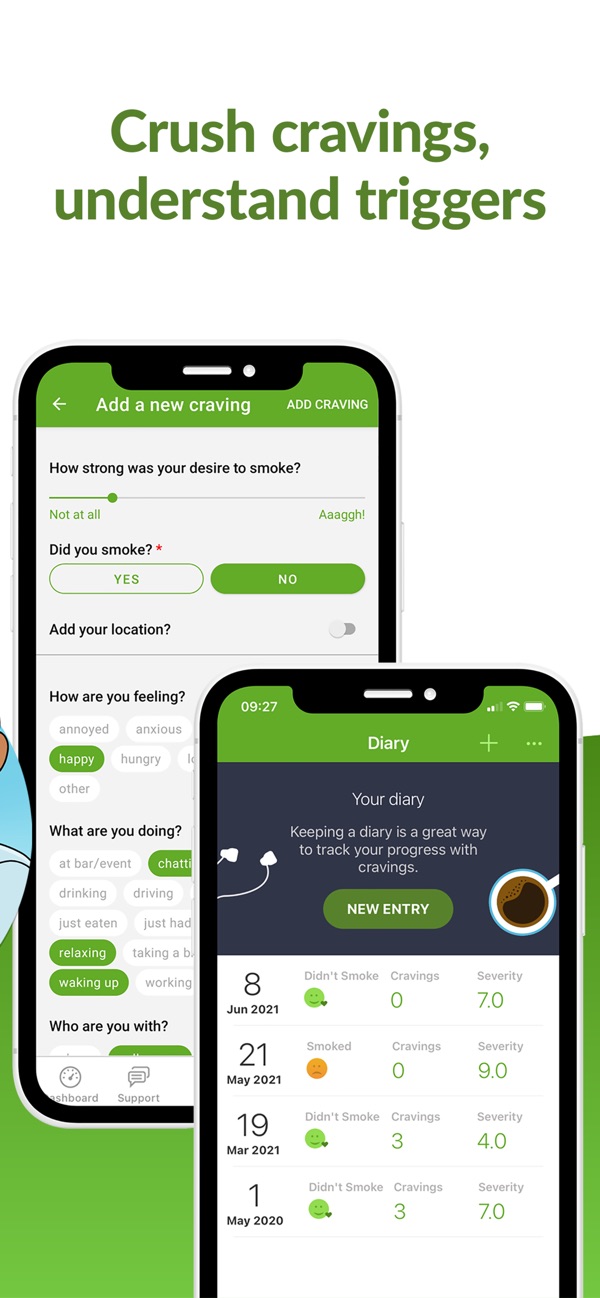 Crush cravings,
understand triggers
Add a new craving
ADD CRAVING
How strong was your desire to smoke?
Not at all
Aaaggh!
Did you smoke? *
YES
NO
Add your location?
How are you feeling?
annoyed
anxious
happy
hungry
other
What are you doing?
at bar/event
chatti
drinking
driving
just eaten
just had
relaxing
taking a b
waking up
working
Who are you with?
ashboard
Support
09:27
Diary
Your diary
Keeping a diary is a great way
to track your progress with
cravings.
NEW ENTRY
8
Jun 2021
Didn't Smoke
Cravings
0
Severity
7.0
21
May 2021
Smoked
Cravings
0
Severity
9.0
19
Mar 2021
Didn't Smoke
Cravings
3
Severity
4.0
1
May 2020
Didn't Smoke
Cravings
3
Severity
7.0